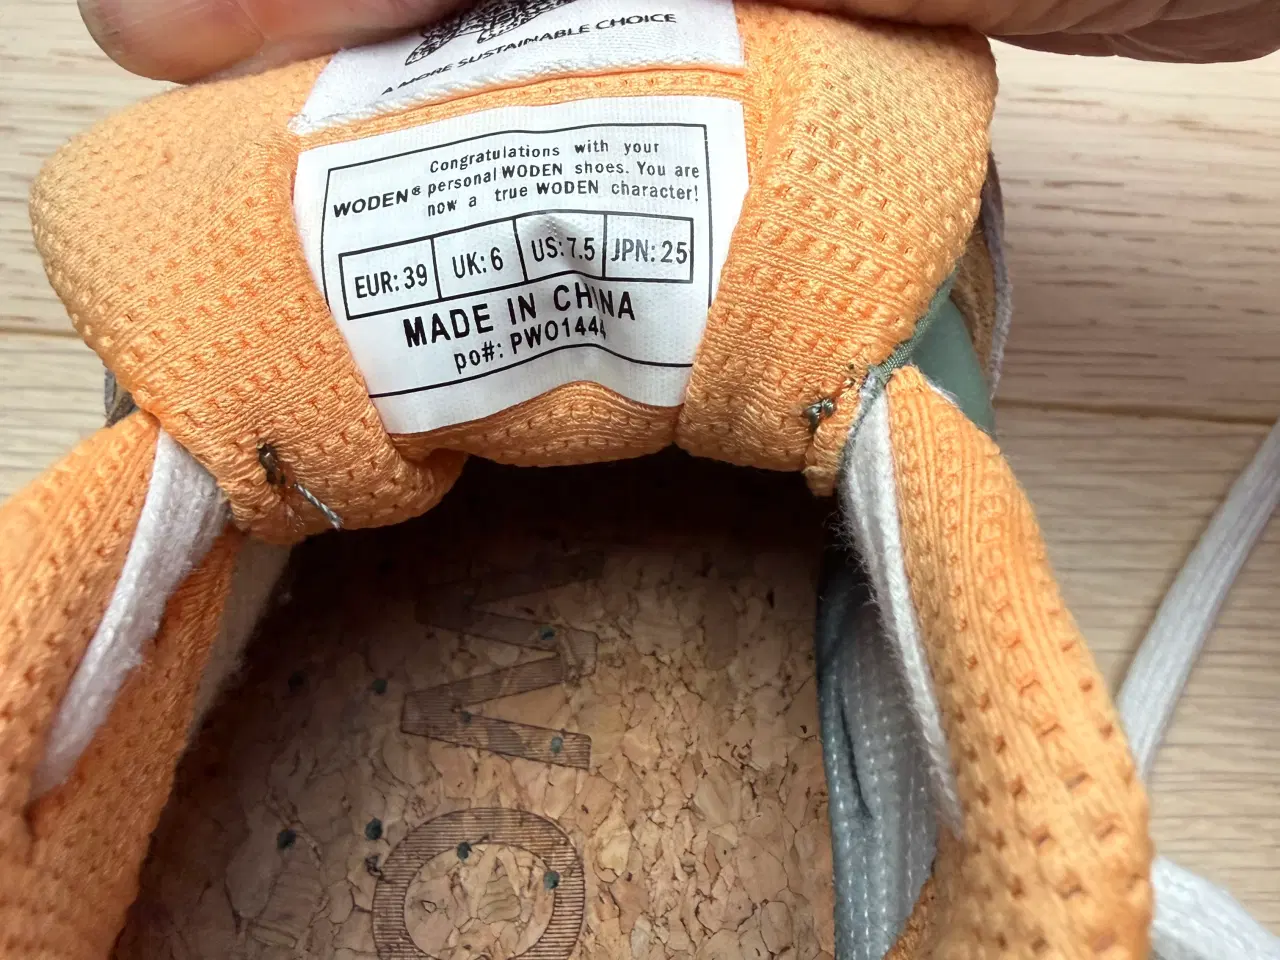 A MORE SUSTAINABLE CHOICE
Congratulations with your
WODEN® personal WODEN shoes. You are
now a true WODEN character!
EUR: 39 UK: 6 US: 7.5 JPN: 25
MADE IN CHINA
po#: PWO1444
WO